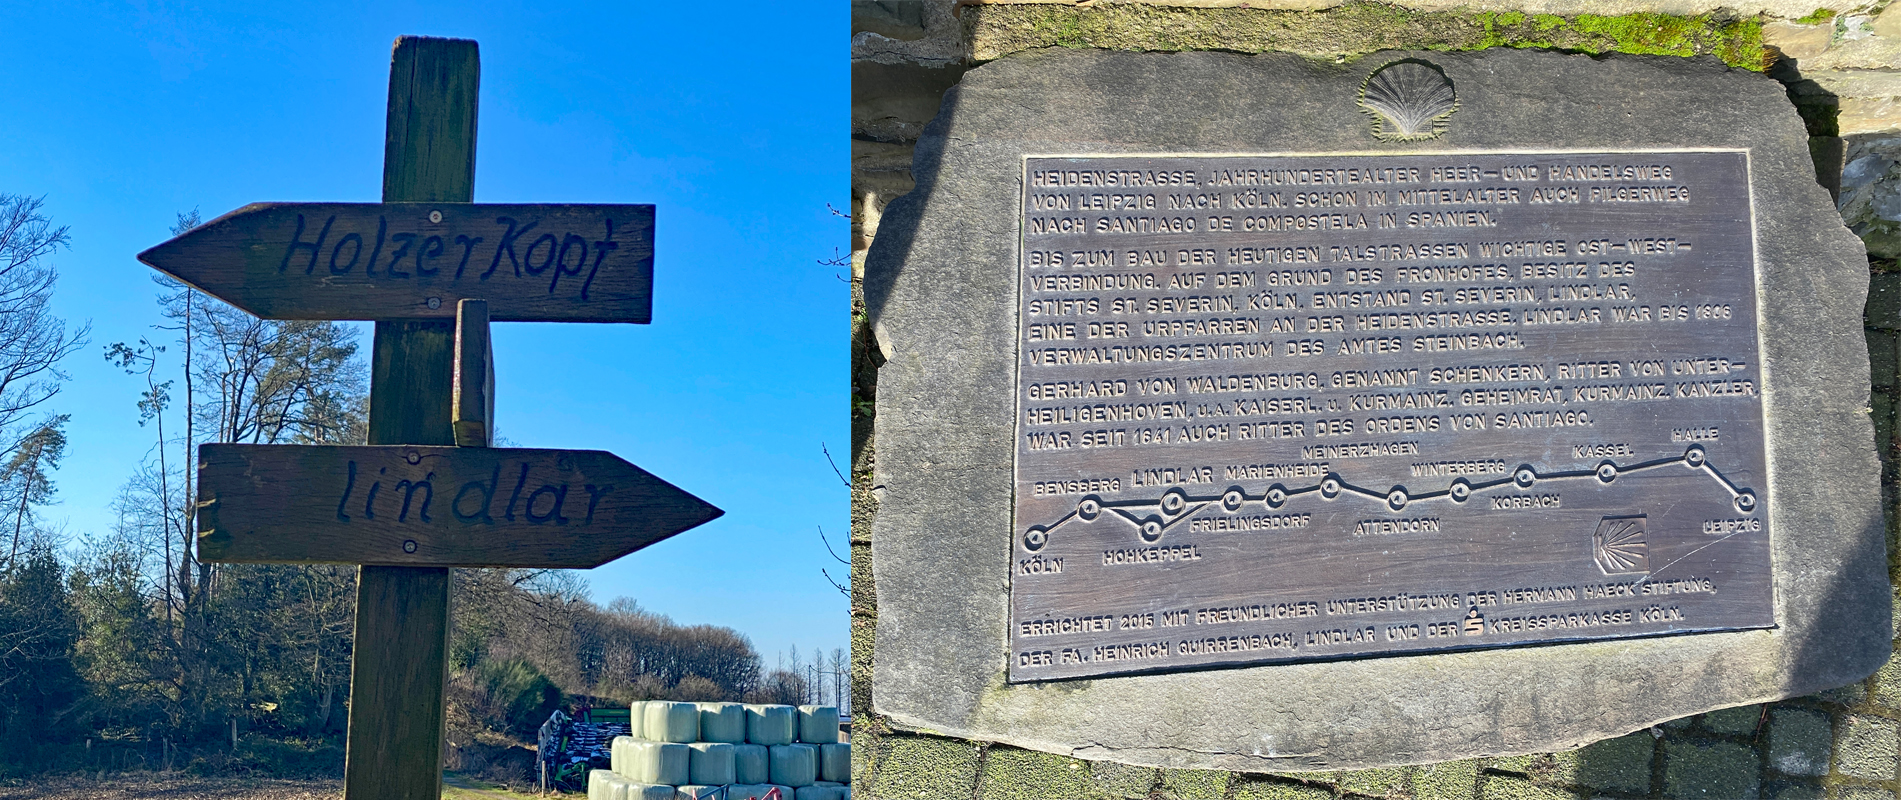 Holzer Kopf
lindlar
HEIDENSTRASSE, JAHRHUNDERTEALTER HEER- UND HANDELSWEG
VON LEIPZIG NACH KÖLN. SCHON IM MITTELALTER AUCH PILGERWEG
NACH SANTIAGO DE COMPOSTELA IN SPANIEN.
BIS ZUM BAU DER HEUTIGEN TALSTRASSEN WICHTIGE OST-WEST-
VERBINDUNG. AUF DEM GRUND DES FRONHOFES, BESITZ DES
STIFTS ST. SEVERIN, KÖLN, ENTSTAND ST. SEVERIN, LINDLAR,
EINE DER URPFARREN AN DER HEIDENSTRASSE. LINDLAR WAR BIS 1806
VERWALTUNGSZENTRUM DES AMTES STEINBACH.
GERHARD VON WALDENBURG, GENANNT SCHENKERN, RITTER VON UNTER-
HEILIGENHOVEN, U.A. KAISERL. U. KURMAINZ. GEHEIMRAT, KURMAINZ. KANZLER,
WAR SEIT 1641 AUCH RITTER DES ORDENS VON SANTIAGO.
KÖLN
BENSBERG
HOHKEPPEL
LINDLAR
FRIELINGSDORF
MARIENHEIDE
MEINERZHAGEN
ATTENDORN
WINTERBERG
KORBACH
KASSEL
HALLE
LEIPZIG
ERRICHTET 2015 MIT FREUNDLICHER UNTERSTÜTZUNG DER HERMANN HAECK STIFTUNG,
DER FA. HEINRICH QUIRRENBACH, LINDLAR UND DER KREISSPARKASSE KÖLN.